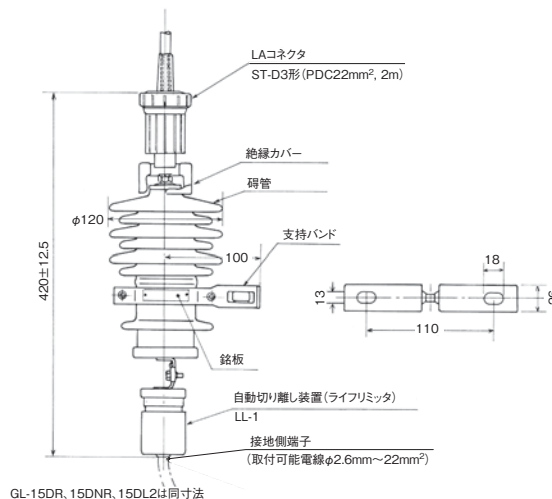 LAコネクタ
ST-D3形(PDC22mm², 2m)
絶縁カバー
碍管
φ120
支持バンド
100
420±12.5
18
13
30
110
銘板
自動切り離し装置(ライフリミッタ)
LL-1
接地側端子
(取付可能電線φ2.6mm〜22mm²)
GL-15DR、15DNR、15DL2は同寸法